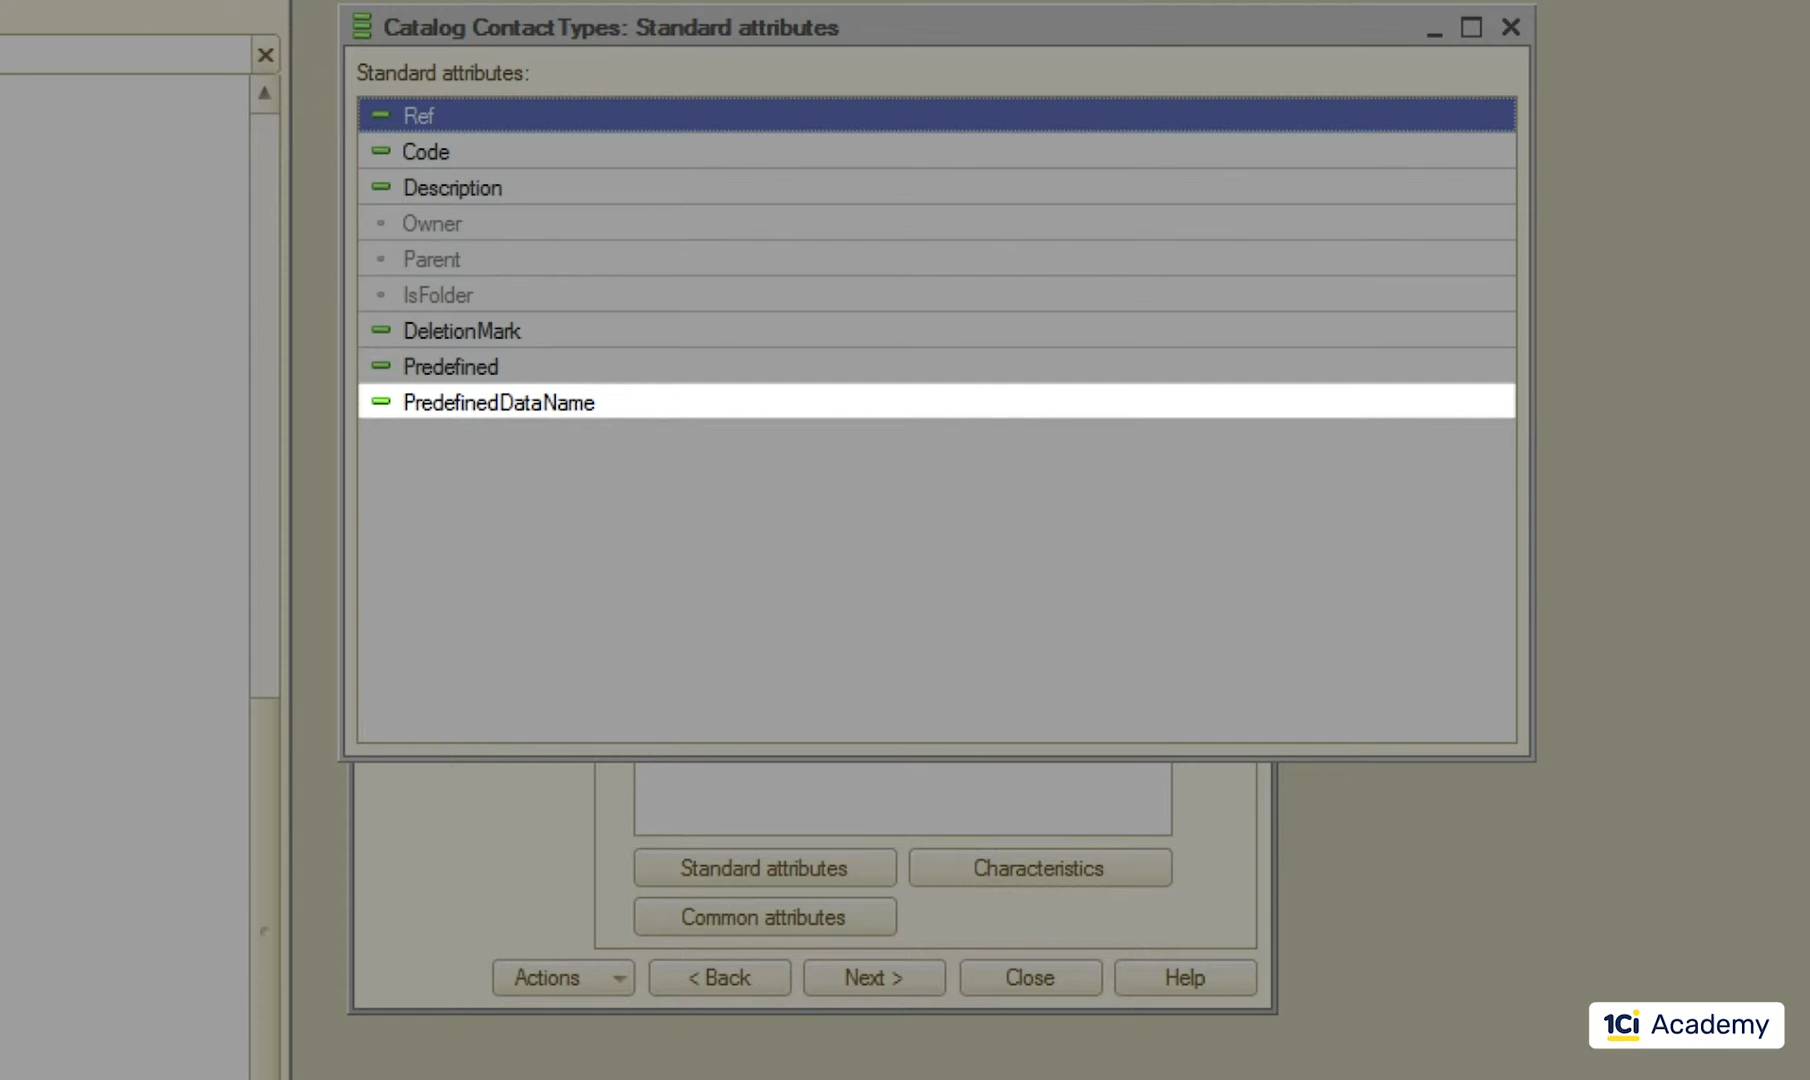 Catalog ContactTypes: Standard attributes
Standard attributes:
Ref
Code
Description
Owner
Parent
IsFolder
DeletionMark
Predefined
PredefinedDataName
Standard attributes
Characteristics
Common attributes
Actions
< Back
Next >
Close
Help
1Ci Academy